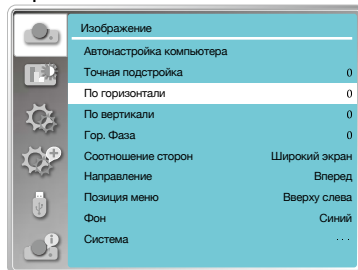 Изображение
Автонастройка компьютера
Точная подстройка 0
По горизонтали 0
По вертикали 0
Гор. Фаза 0
Соотношение сторон Широкий экран
Направление Вперед
Позиция меню Вверху слева
Фон Синий
Система ...